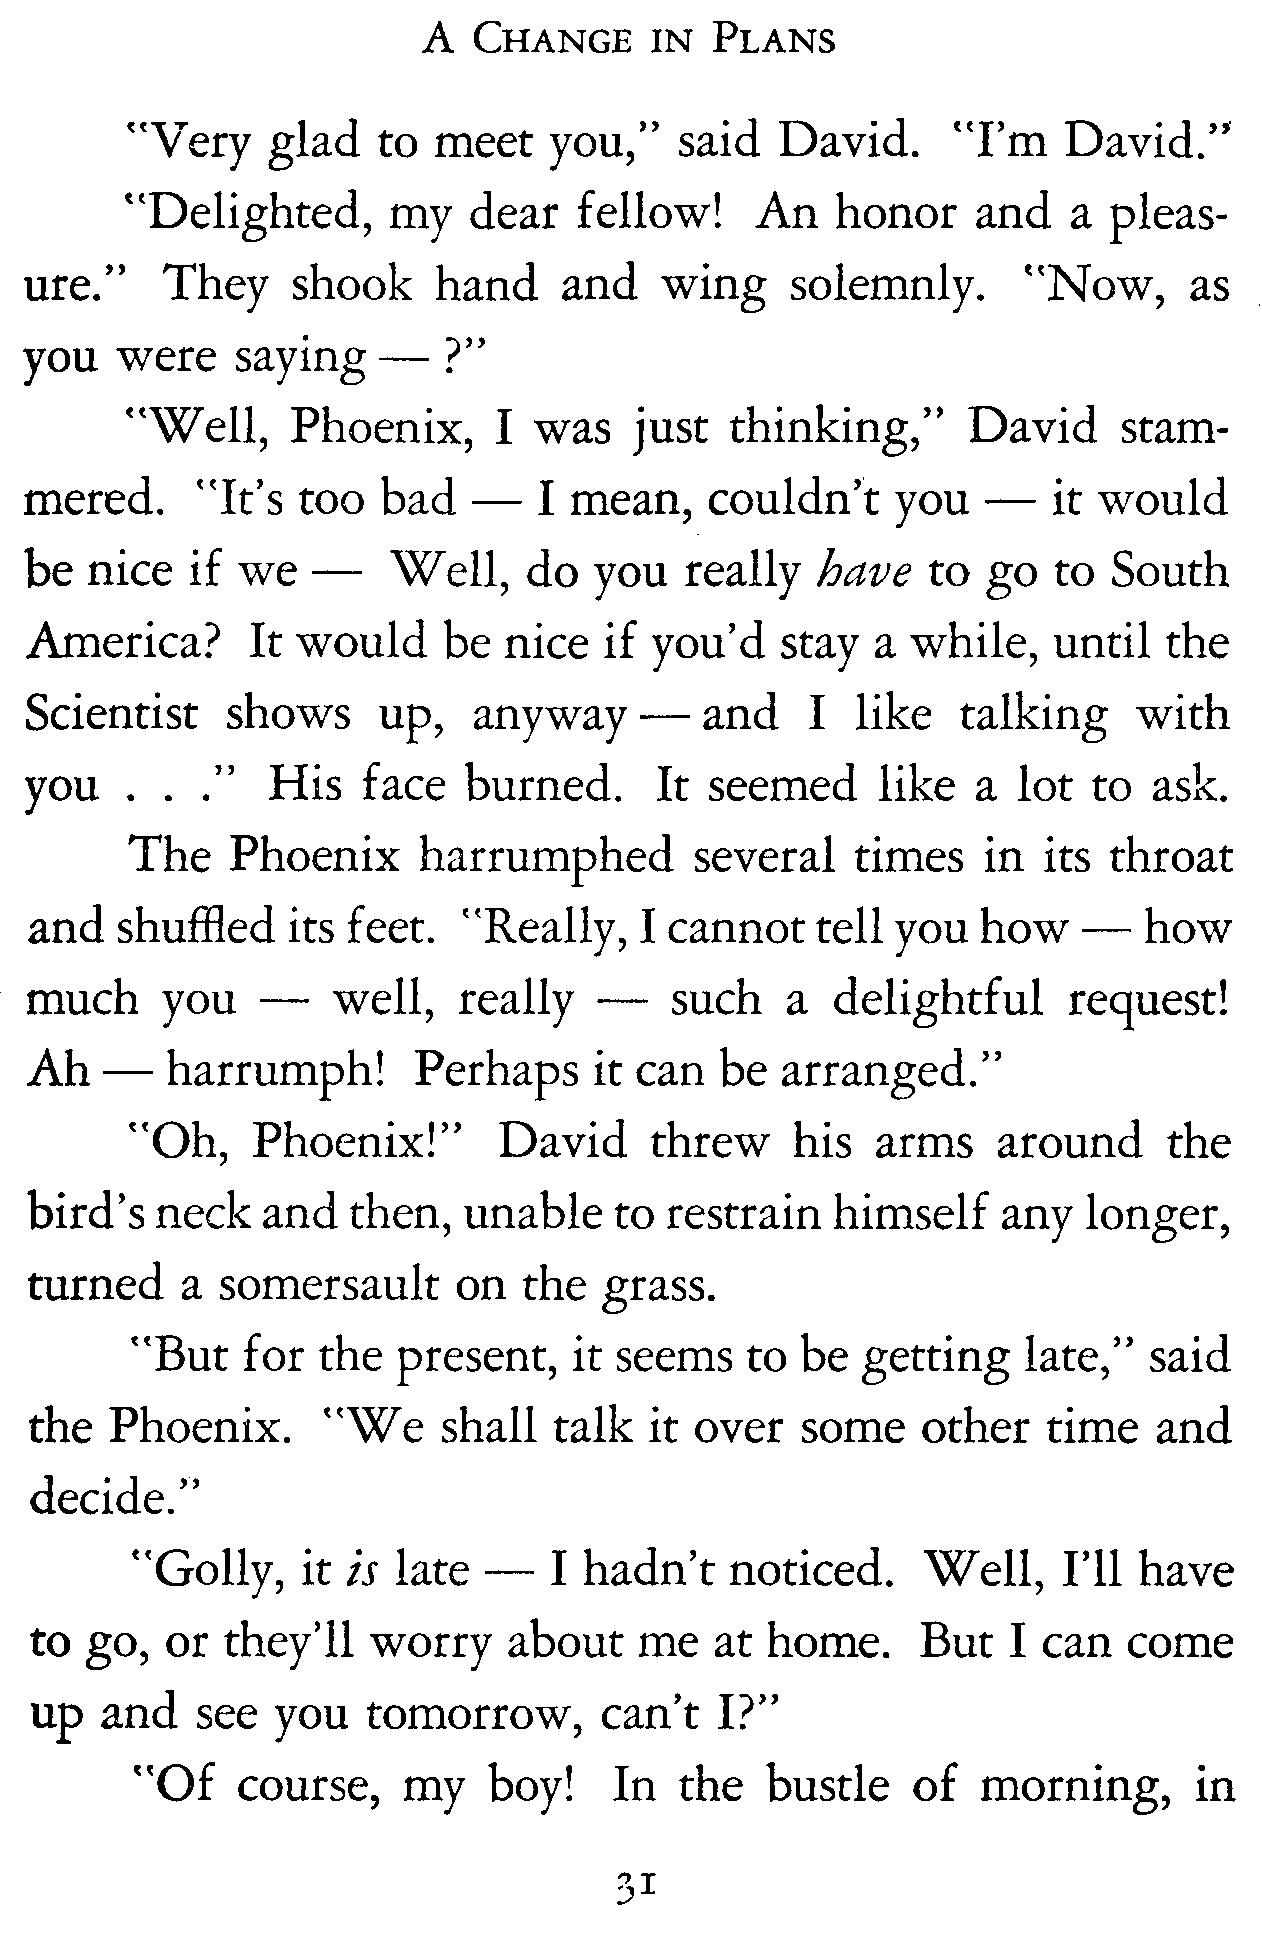 A CHANGE IN PLANS
"Very glad to meet you," said David. "I'm David."
"Delighted, my dear fellow! An honor and a pleas-
ure." They shook hand and wing solemnly. "Now, as
you were saying — ?"
"Well, Phoenix, I was just thinking," David stam-
mered. "It's too bad — I mean, couldn't you — it would
be nice if we — Well, do you really have to go to South
America? It would be nice if you'd stay a while, until the
Scientist shows up, anyway — and I like talking with
you . . ." His face burned. It seemed like a lot to ask.
The Phoenix harrumphed several times in its throat
and shuffled its feet. "Really, I cannot tell you how — how
much you — well, really — such a delightful request!
Ah — harrumph! Perhaps it can be arranged."
"Oh, Phoenix!" David threw his arms around the
bird's neck and then, unable to restrain himself any longer,
turned a somersault on the grass.
"But for the present, it seems to be getting late," said
the Phoenix. "We shall talk it over some other time and
decide."
"Golly, it is late — I hadn't noticed. Well, I'll have
to go, or they'll worry about me at home. But I can come
up and see you tomorrow, can't I?"
"Of course, my boy! In the bustle of morning, in
31